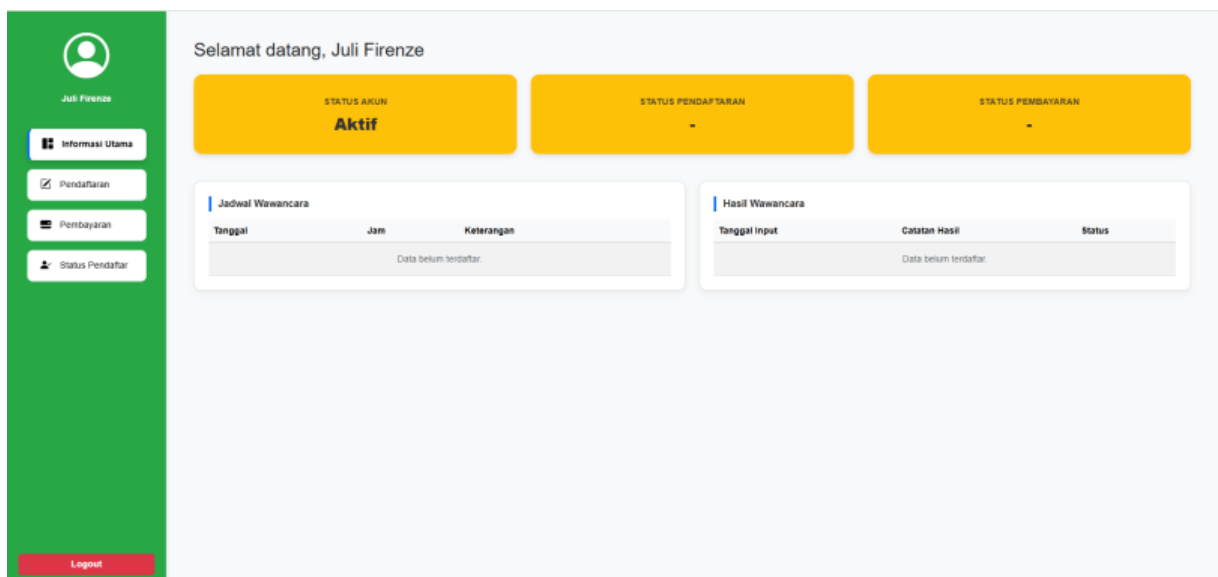 Juli Firenze
Informasi Utama
Pendaftaran
Pembayaran
Status Pendaftar
Logout
Selamat datang, Juli Firenze
STATUS AKUN
Aktif
STATUS PENDAFTARAN
-
STATUS PEMBAYARAN
-
Jadwal Wawancara
Tanggal Jam Keterangan
Data belum terdaftar.
Hasil Wawancara
Tanggal Input Catatan Hasil Status
Data belum terdaftar.